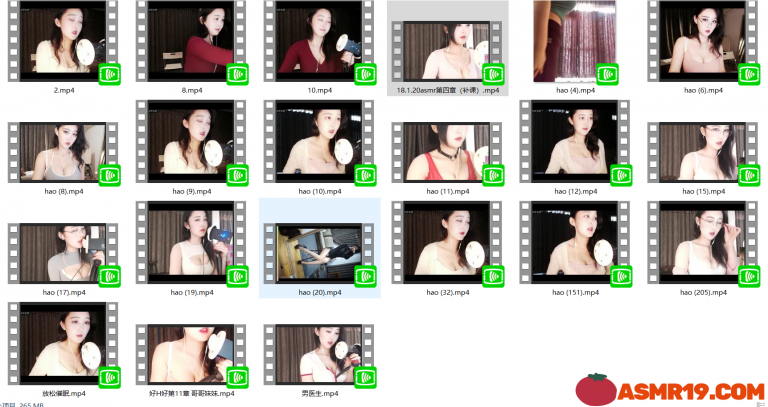 2.mp4
8.mp4
10.mp4
18.1.20asmr第四章（补课）.mp4
hao (4).mp4
hao (6).mp4
hao (8).mp4
hao (9).mp4
hao (10).mp4
hao (11).mp4
hao (12).mp4
hao (15).mp4
hao (17).mp4
hao (19).mp4
hao (20).mp4
hao (32).mp4
hao (151).mp4
hao (205).mp4
放松催眠.mp4
好H好第11章 哥哥妹妹.mp4
男医生.mp4
项目 265 MB
ASMR19.COM